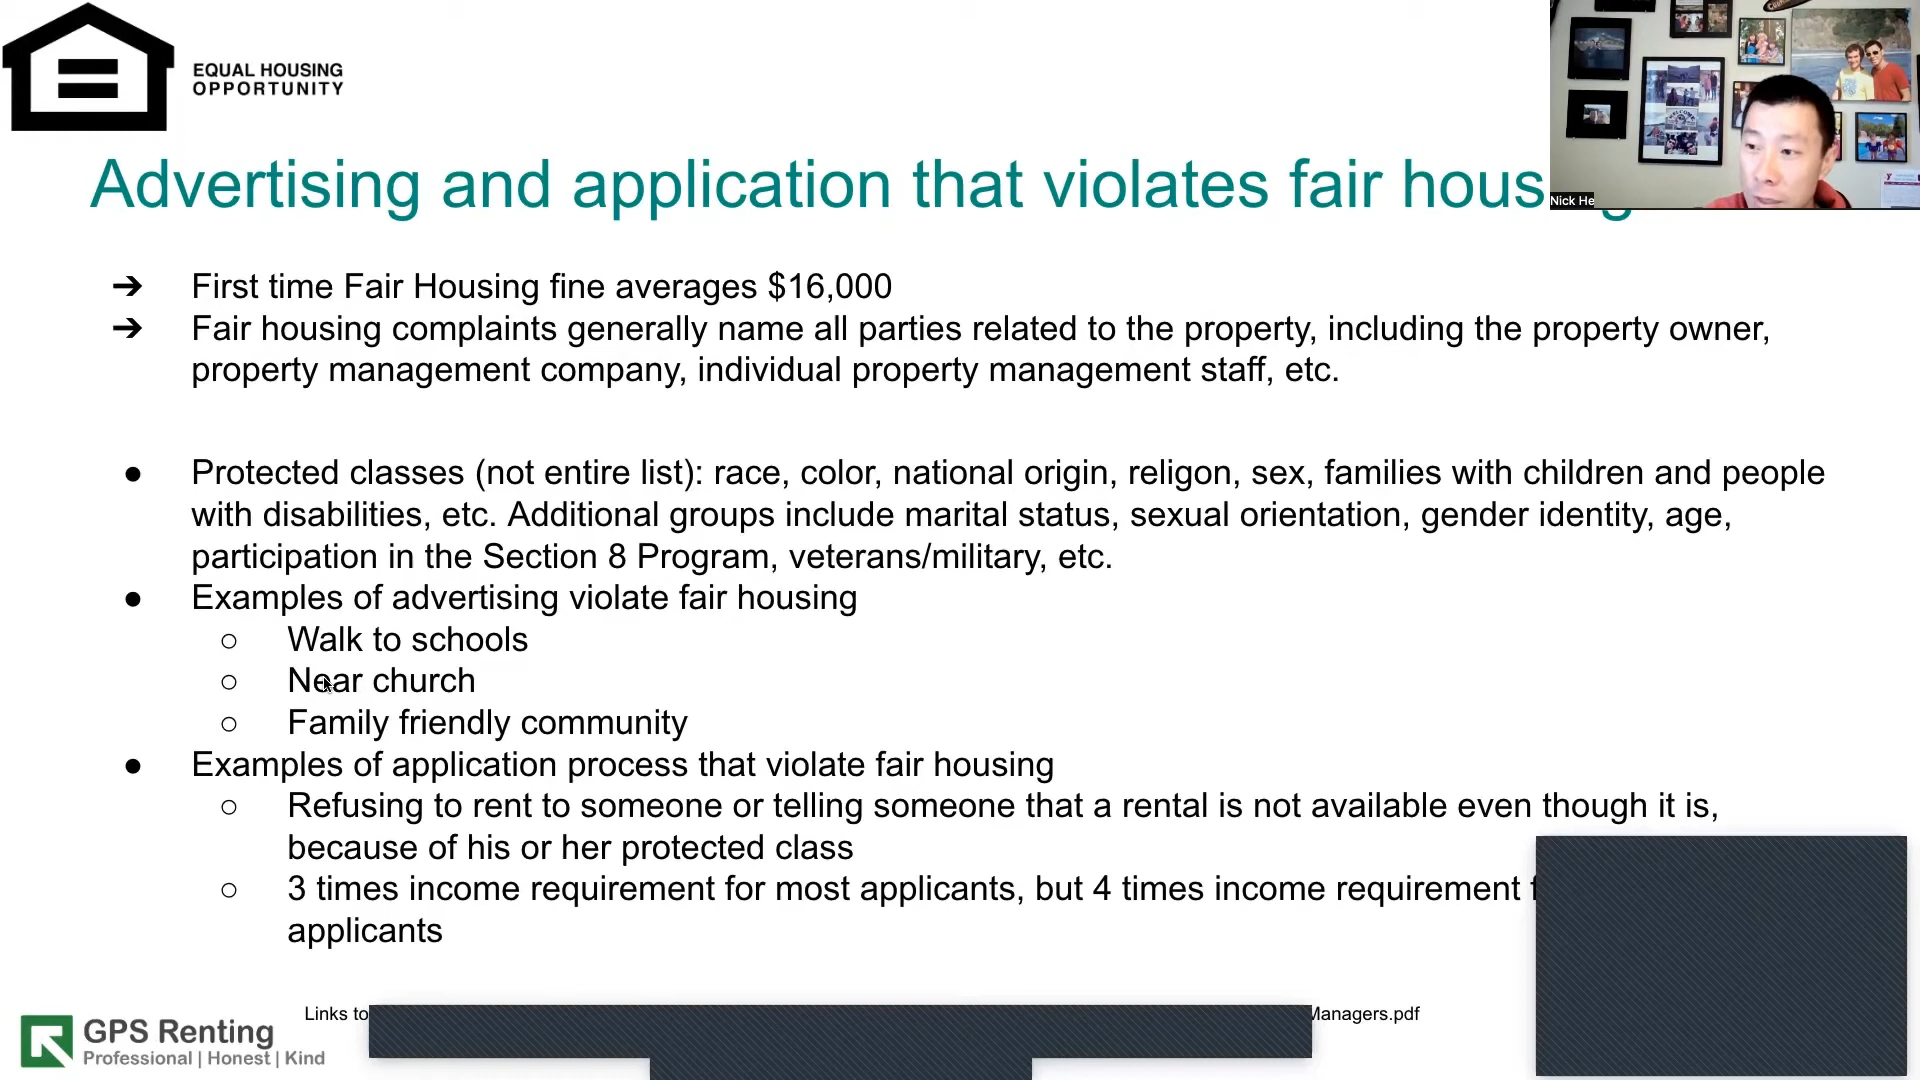 EQUAL HOUSING
OPPORTUNITY
Nick He
Advertising and application that violates fair
➔ First time Fair Housing fine averages $16,000
➔ Fair housing complaints generally name all parties related to the property, including the property owner,
property management company, individual property management staff, etc.
● Protected classes (not entire list): race, color, national origin, religon, sex, families with children and people
with disabilities, etc. Additional groups include marital status, sexual orientation, gender identity, age,
participation in the Section 8 Program, veterans/military, etc.
● Examples of advertising violate fair housing
○ Walk to schools
○ Near church
○ Family friendly community
● Examples of application process that violate fair housing
○ Refusing to rent to someone or telling someone that a rental is not available even though it is,
because of his or her protected class
○ 3 times income requirement for most applicants, but 4 times income requirement
applicants
Links to Managers.pdf
GPS Renting
Professional | Honest | Kind